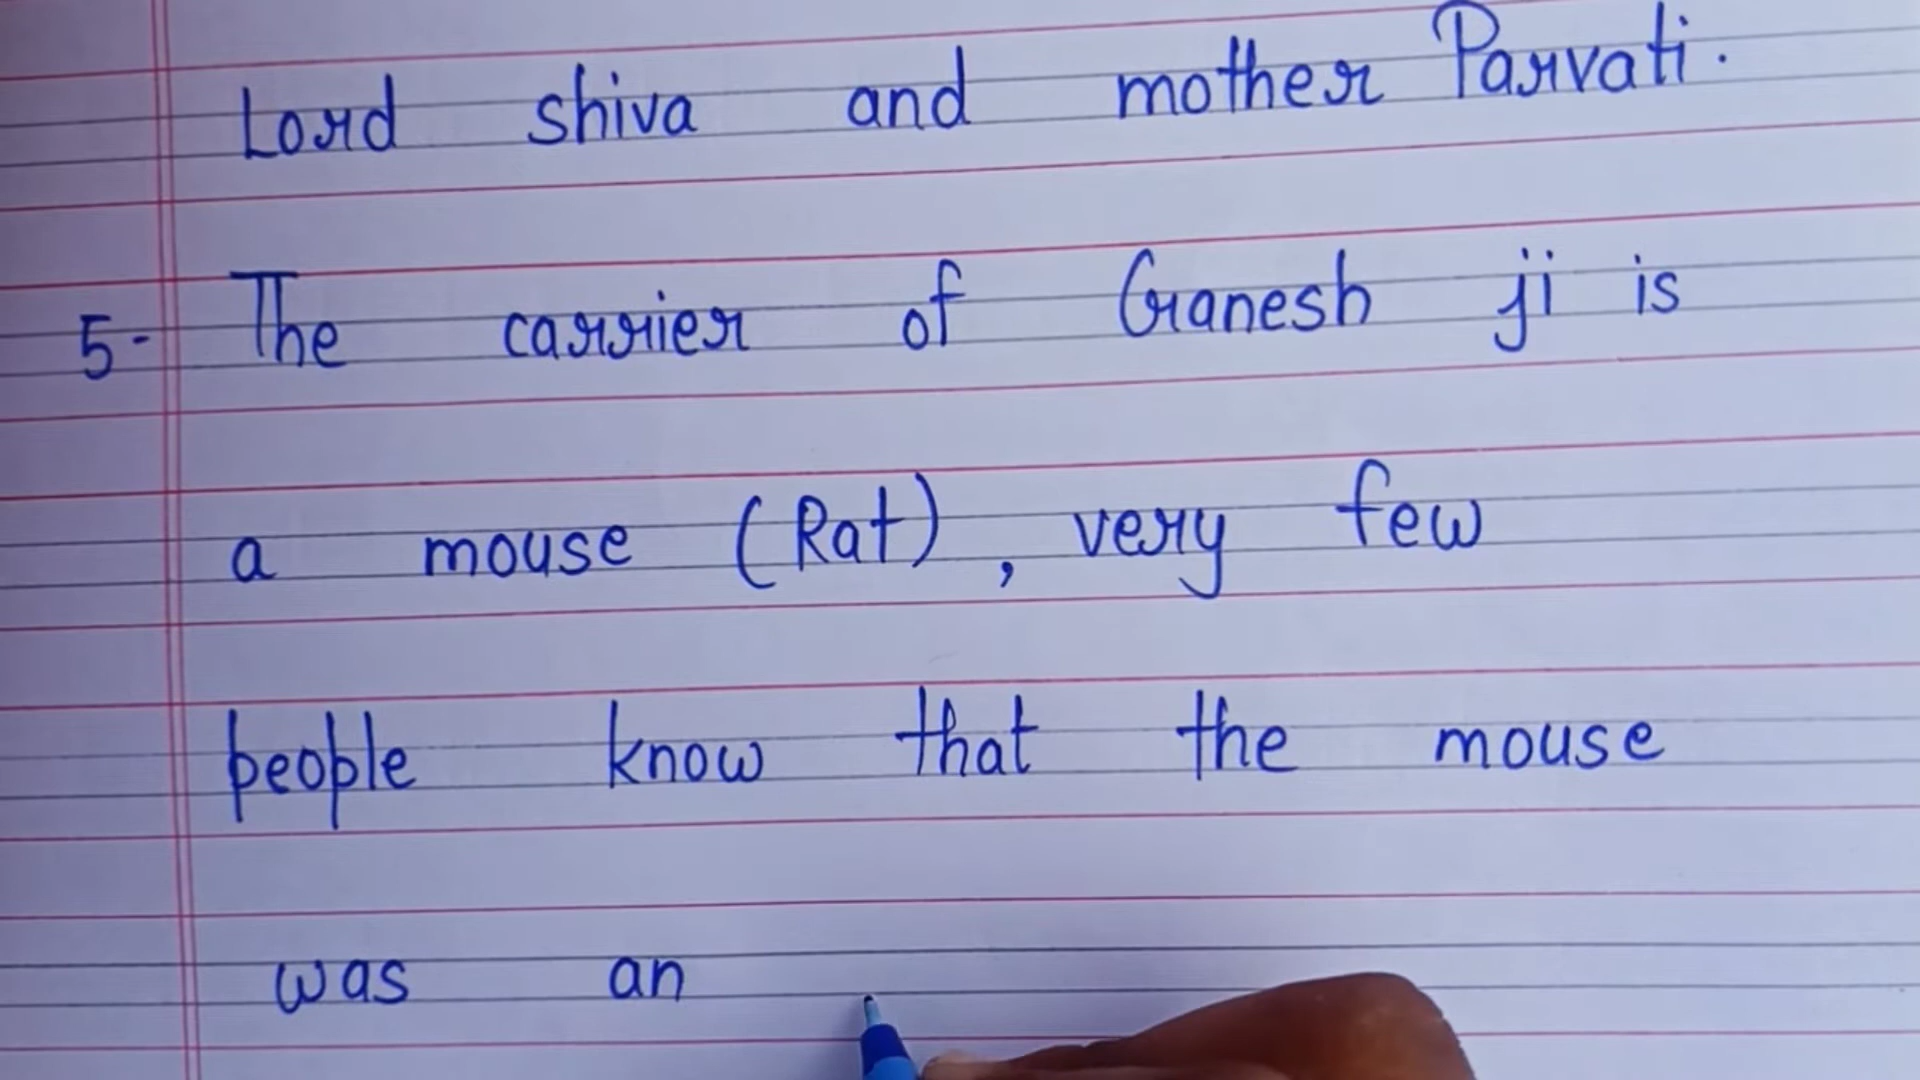 Lord shiva and mother Parvati.
5- The carrier of Ganesh ji is
a mouse (Rat), very few
people know that the mouse
was an